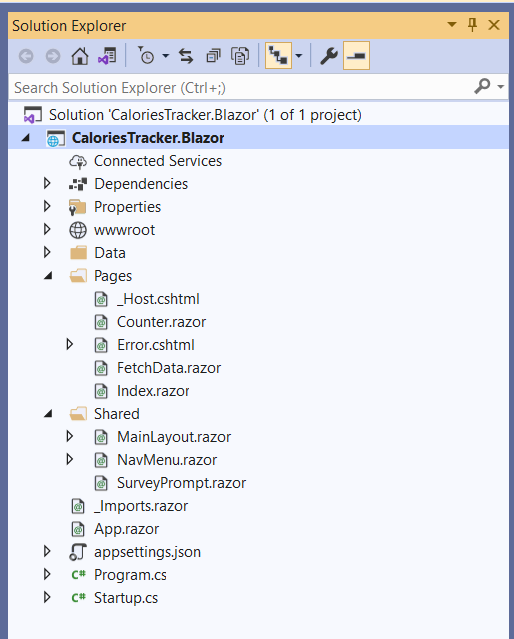 Solution Explorer
Search Solution Explorer (Ctrl+;)
Solution 'CaloriesTracker.Blazor' (1 of 1 project)
CaloriesTracker.Blazor
Connected Services
Dependencies
Properties
wwwroot
Data
Pages
_Host.cshtml
Counter.razor
Error.cshtml
FetchData.razor
Index.razor
Shared
MainLayout.razor
NavMenu.razor
SurveyPrompt.razor
_Imports.razor
App.razor
appsettings.json
C# Program.cs
C# Startup.cs